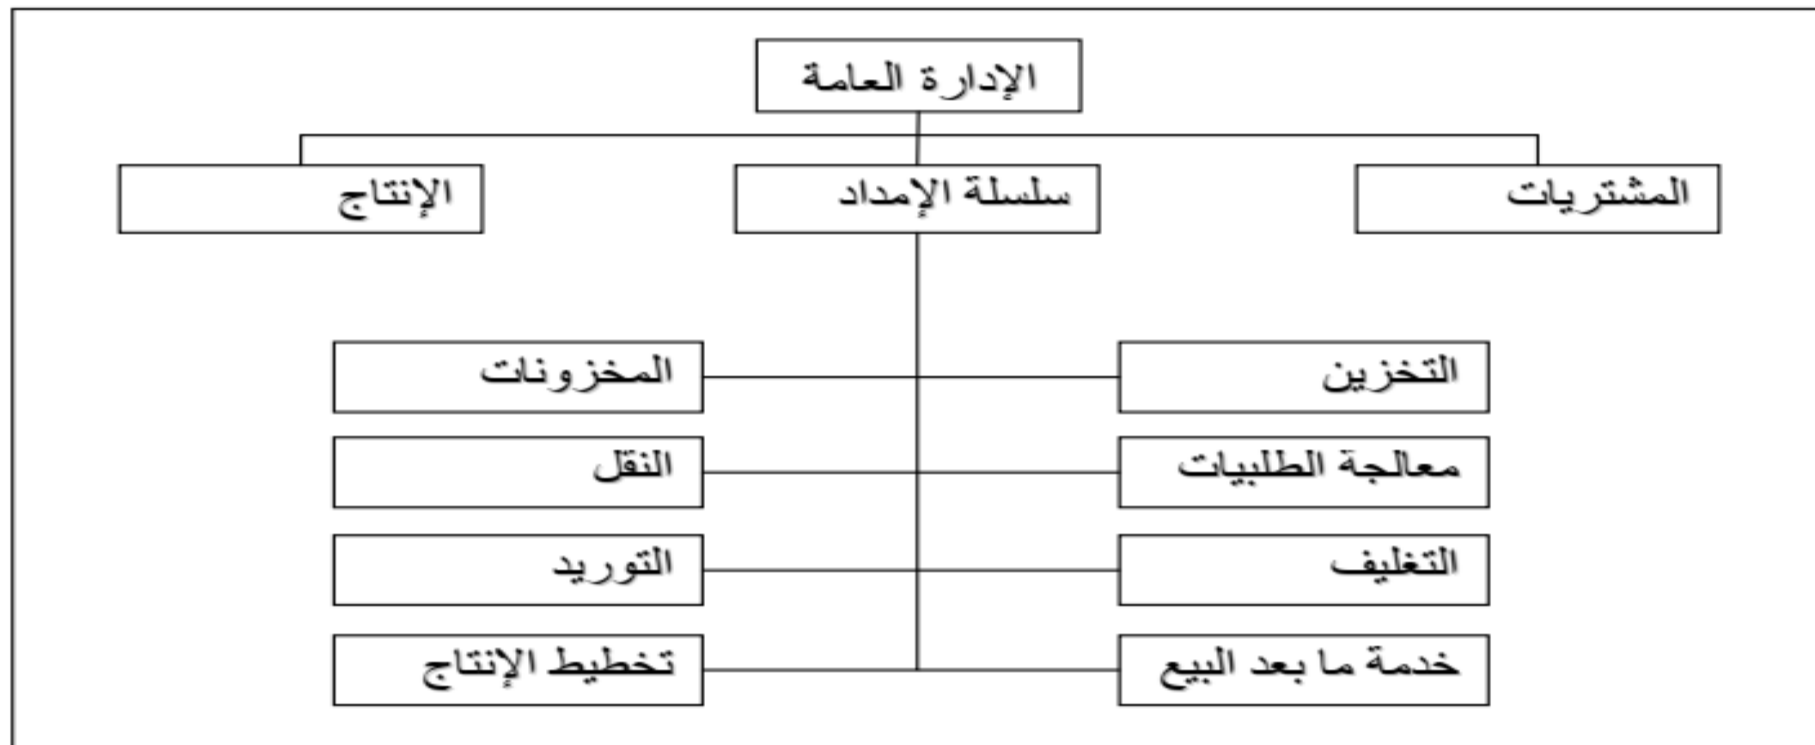 الإدارة العامة
المشتريات
سلسلة الإمداد
الإنتاج
التخزين
المخزونات
معالجة الطلبيات
النقل
التغليف
التوريد
خدمة ما بعد البيع
تخطيط الإنتاج